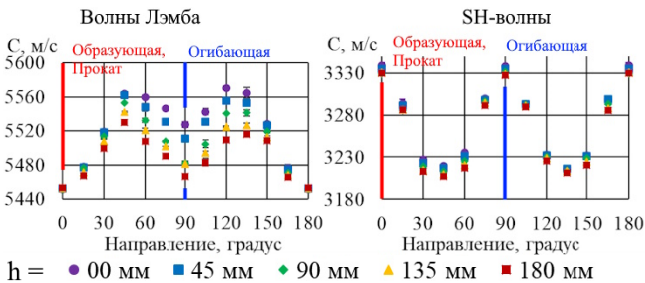 Волны Лэмба
SH-волны
С, м/с
Образующая,
Прокат
Огибающая
5600
5560
5520
5480
5440
0 30 60 90 120 150 180
Направление, градус
С, м/с
Образующая,
Прокат
Огибающая
3330
3280
3230
3180
0 30 60 90 120 150 180
Направление, градус
h = 00 мм 45 мм 90 мм 135 мм 180 мм